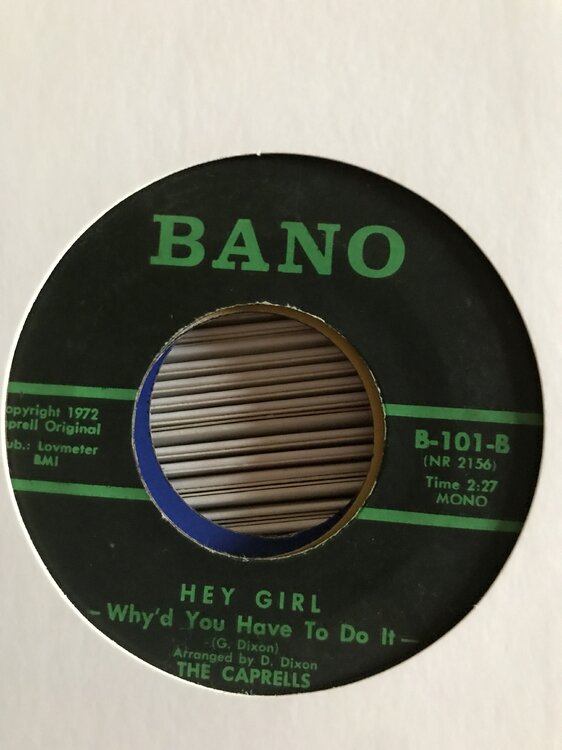 BANO
opyright 1972
aprell Original
ub.: Lovmeter
BMI
B-101-B
(NR 2156)
Time 2:27
MONO
HEY GIRL
- Why'd You Have To Do It -
(G. Dixon)
Arranged by D. Dixon
THE CAPRELLS